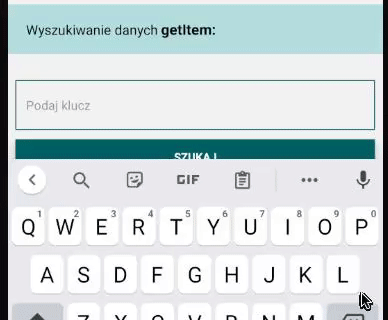 Wyszukiwanie danych getItem:
Podaj klucz
SZUKAJ
GIF
1 2 3 4 5 6 7 8 9 0
Q W E R T Y U I O P
A S D F G H J K L
Z X C V B N M